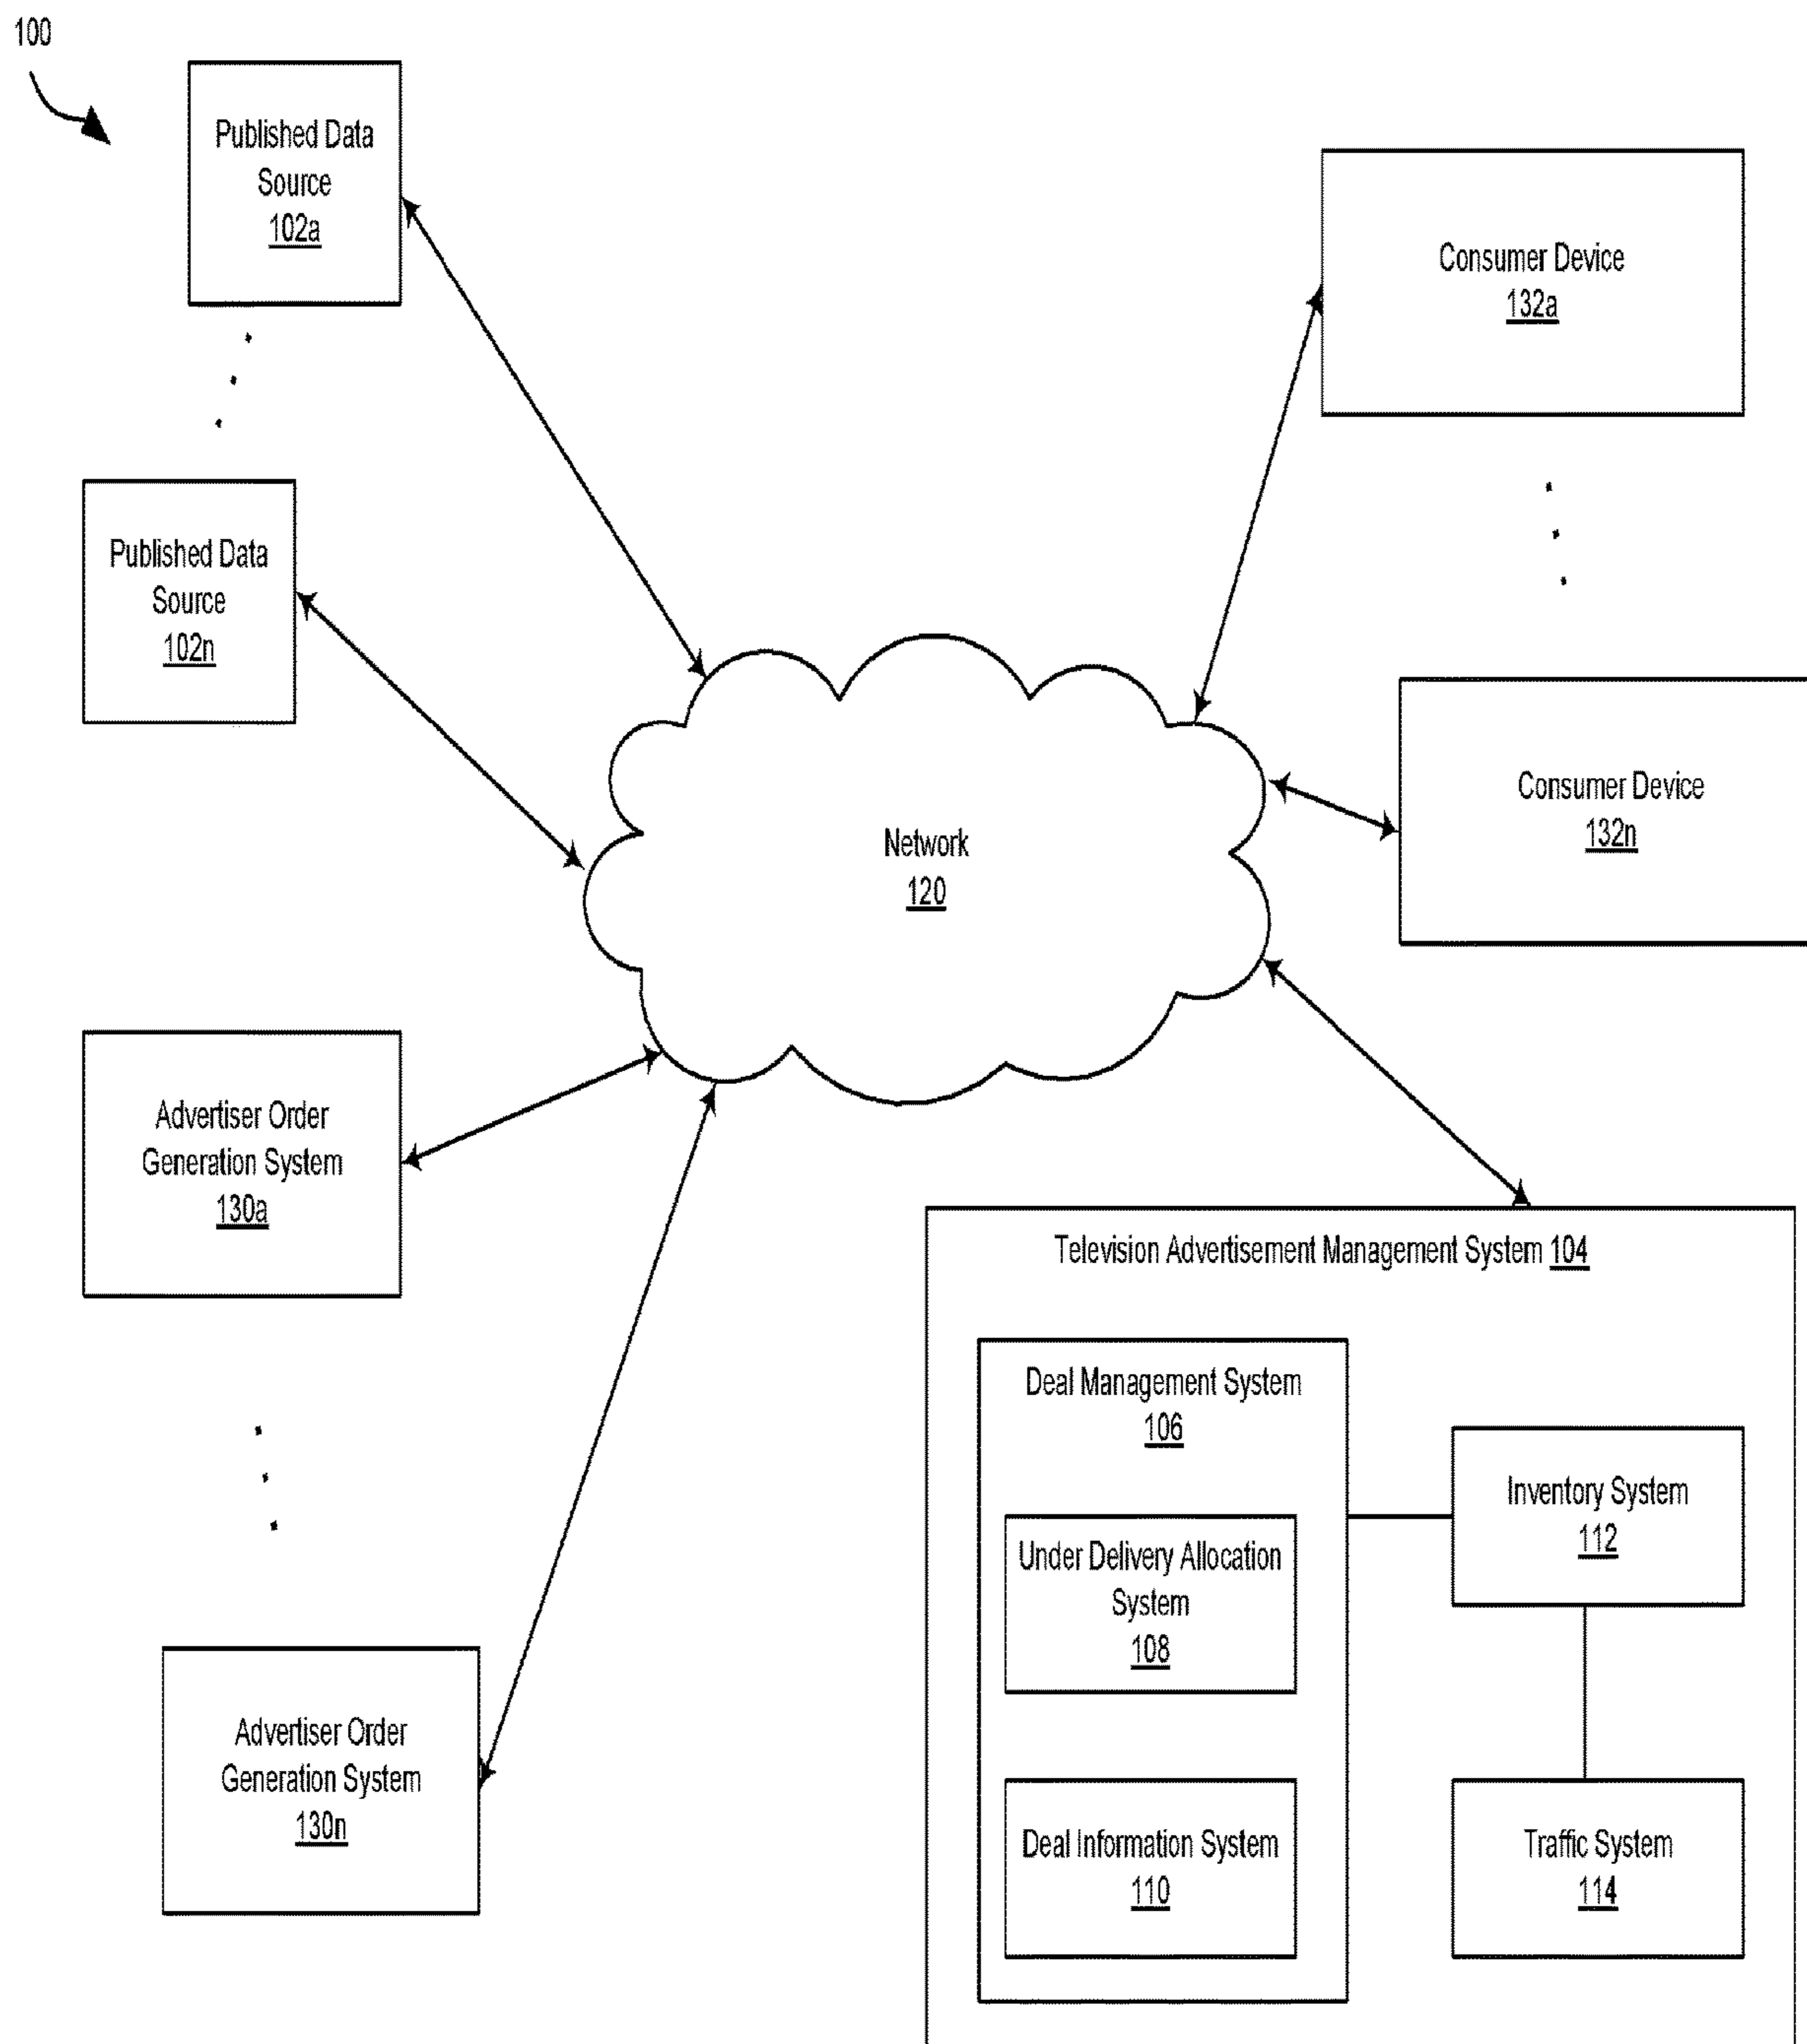 100
Published Data
Source
102a
Published Data
Source
102n
Advertiser Order
Generation System
130a
Advertiser Order
Generation System
130n
Network
120
Consumer Device
132a
Consumer Device
132n
Television Advertisement Management System 104
Deal Management System
106
Under Delivery Allocation
System
108
Deal Information System
110
Inventory System
112
Traffic System
114